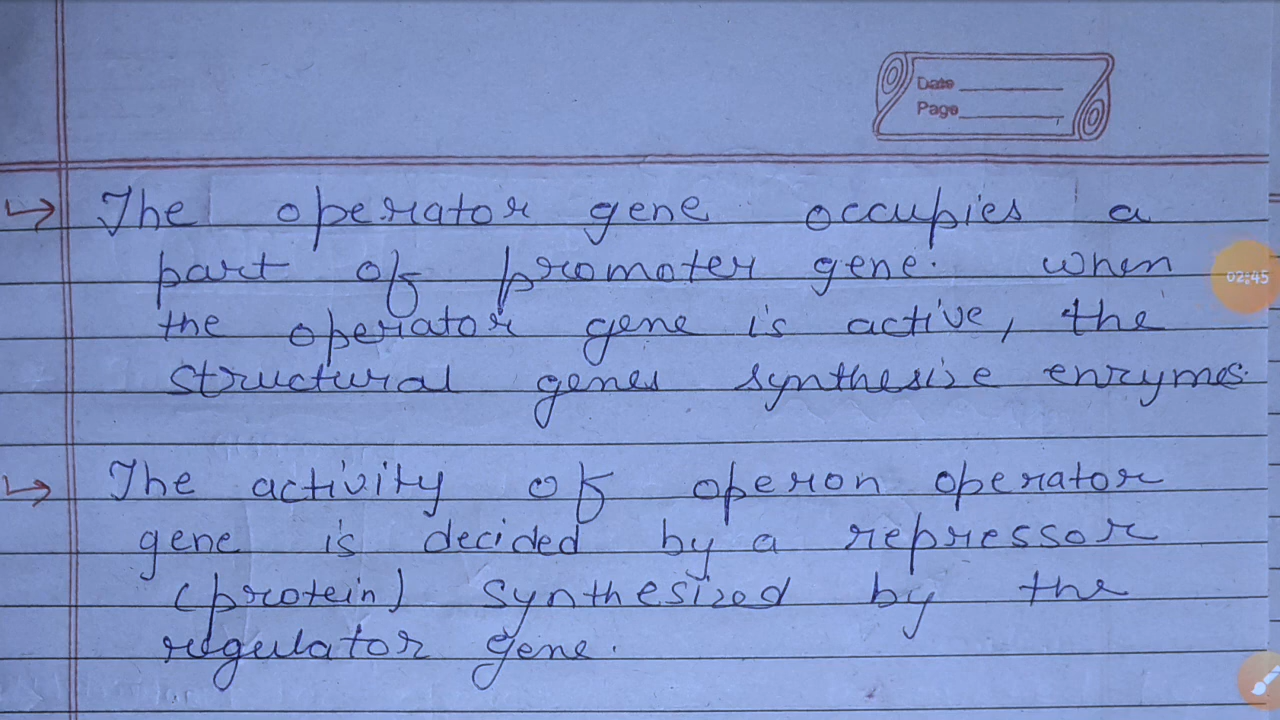 Date
Page
The operator gene occupies a
part of promoter gene. When
02:45
the operator gene is active, the
structural genes synthesize enzymes.
The activity of operon operator
gene is decided by a repressor
(protein) synthesized by the
regulator gene.